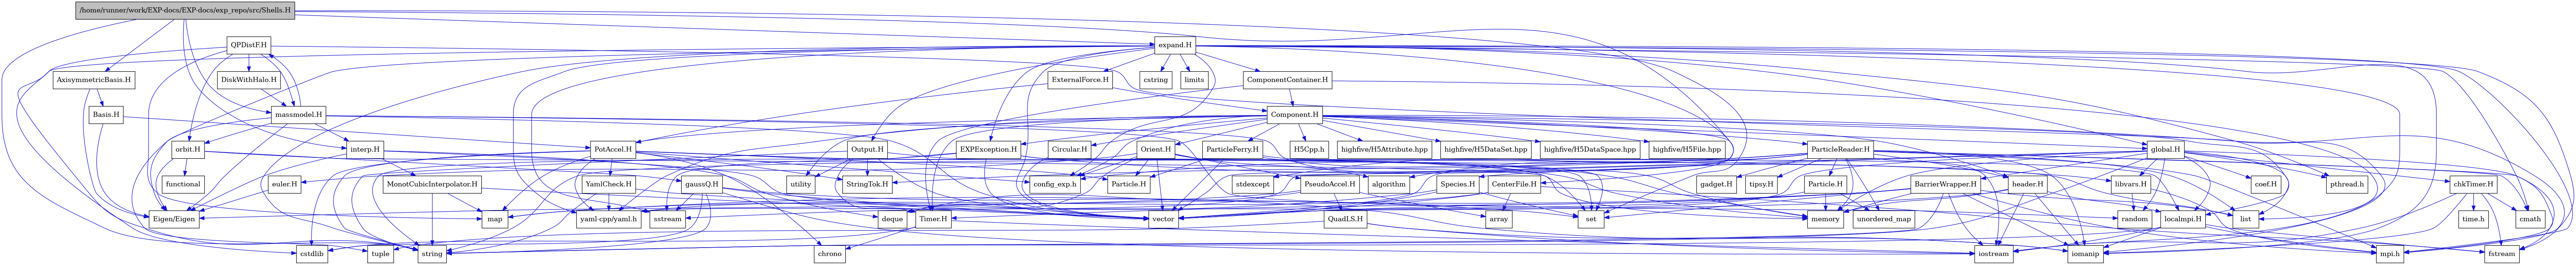 /home/runner/work/EXP-docs/EXP-docs/exp_repo/src/Shells.H
QPDistF.H
expand.H
AxisymmetricBasis.H
DiskWithHalo.H
ExternalForce.H
cstring
limits
ComponentContainer.H
Basis.H
massmodel.H
Component.H
orbit.H
interp.H
PotAccel.H
Output.H
EXPException.H
Circular.H
Orient.H
ParticleFerry.H
H5Cpp.h
highfive/H5Attribute.hpp
highfive/H5DataSet.hpp
highfive/H5DataSpace.hpp
highfive/H5File.hpp
ParticleReader.H
global.H
functional
euler.H
MonotCubicInterpolator.H
YamlCheck.H
gaussQ.H
utility
StringTok.H
config_exp.h
Particle.H
stdexcept
PseudoAccel.H
algorithm
Species.H
CenterFile.H
gadget.H
tipsy.H
Particle.H
BarrierWrapper.H
header.H
libvars.H
coef.H
pthread.h
chkTimer.H
Eigen/Eigen
map
yaml-cpp/yaml.h
sstream
deque
Timer.H
vector
QuadLS.H
array
set
memory
unordered_map
random
localmpi.H
list
time.h
cmath
cstdlib
tuple
string
chrono
iostream
iomanip
mpi.h
fstream